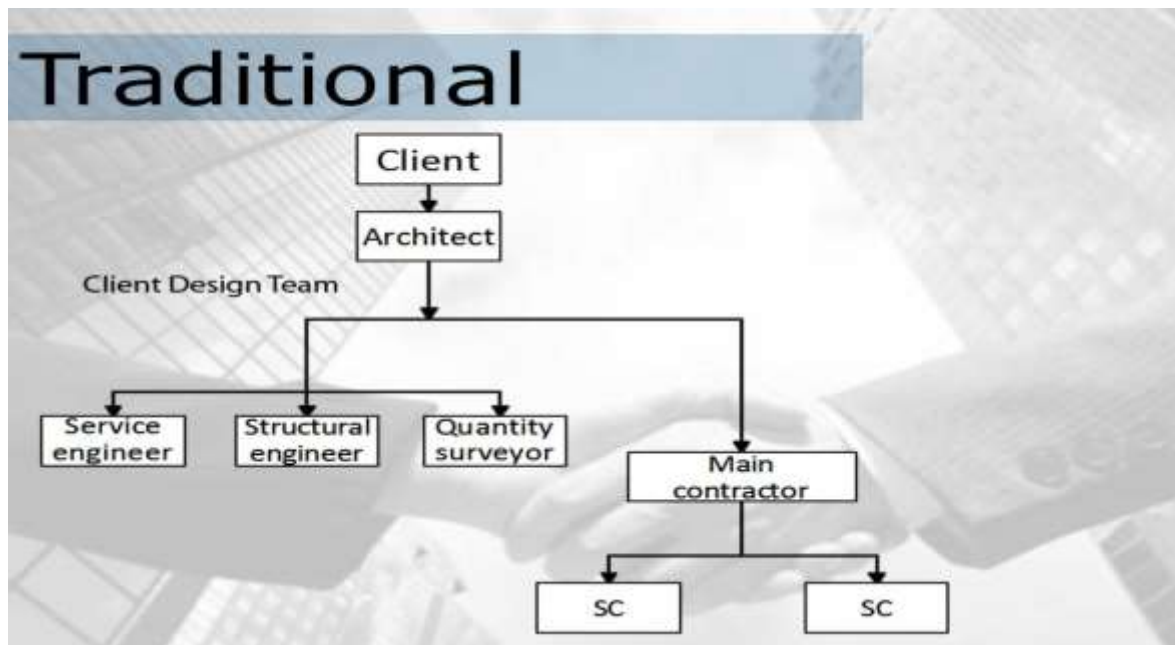 Traditional
Client
Architect
Client Design Team
Service
engineer
Structural
engineer
Quantity
surveyor
Main
contractor
SC
SC